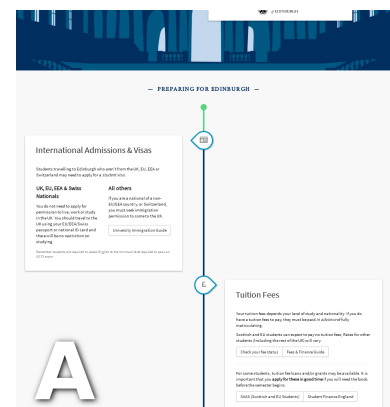 of EDINBURGH
— PREPARING FOR EDINBURGH —
International Admissions & Visas
Students travelling to Edinburgh who aren't from the UK, EU, EEA or
Switzerland may need to apply for a student visa.
UK, EU, EEA & Swiss
Nationals
You do not need to apply for
permission to live, work or study
in the UK. You should travel to the
UK using your EU/EEA/Swiss
passport or national ID card and
there will be no restriction on
studying.
All others
If you are a national of a non-
EU/EEA country, or Switzerland,
you must seek immigration
permission to come to the UK.
University Immigration Guide
£
Tuition Fees
Your tuition fees depends your level of study and nationality. If you do
have a tuition fees to pay, they must be paid in full
matriculating.
Scottish and EU students can expect to pay no tuition fees, Rates for other
students (including the rest of the UK) will vary.
Check your fee status
Fees & Finance Guide
For some students, tuition fee loans and/or grants may be available. It is
important that you apply for these in good time if you will need the funds
before the semester begins.
SAAS (Scottish and EU Students)
Student Finance England
A